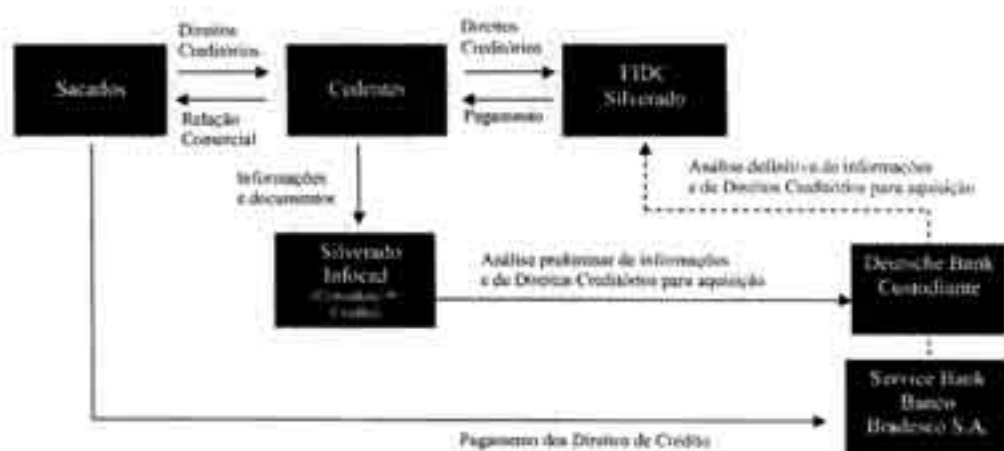 Direitos
Creditórios
Direitos
Creditórios
Sacados
Cedentes
FIDC
Silverado
Relação
Comercial
Pagamento
Informações
e documentos
Análise definitiva de informações
e de Direitos Creditórios para aquisição
Silverado
Infocad
Análise preliminar de informações
e de Direitos Creditórios para aquisição
Deutsche Bank
Custodiante
Service Bank
Banco
Bradesco S.A.
Pagamento dos Direitos de Crédito